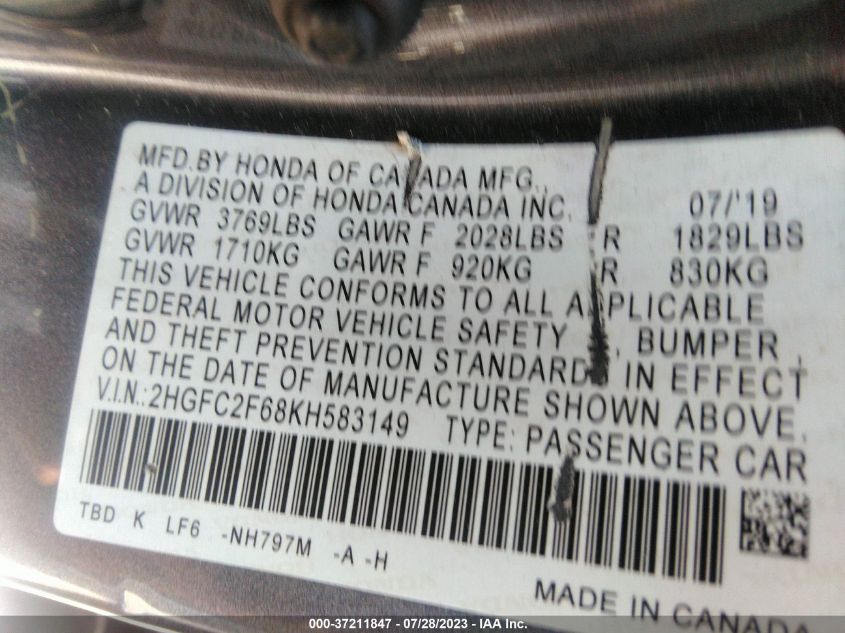 MFD.BY HONDA OF CANADA MFG.,
A DIVISION OF HONDA CANADA INC. 07/'19
GVWR 3769LBS GAWR F 2028LBS R 1829LBS
GVWR 1710KG GAWR F 920KG R 830KG
THIS VEHICLE CONFORMS TO ALL APPLICABLE
FEDERAL MOTOR VEHICLE SAFETY , BUMPER ,
AND THEFT PREVENTION STANDARDS IN EFFECT
ON THE DATE OF MANUFACTURE SHOWN ABOVE.
V.I.N.:2HGFC2F68KH583149 TYPE: PASSENGER CAR
TBD K LF6 -NH797M -A -H
MADE IN CANADA
000-37211847 / 07/28/2023 - IAA Inc.